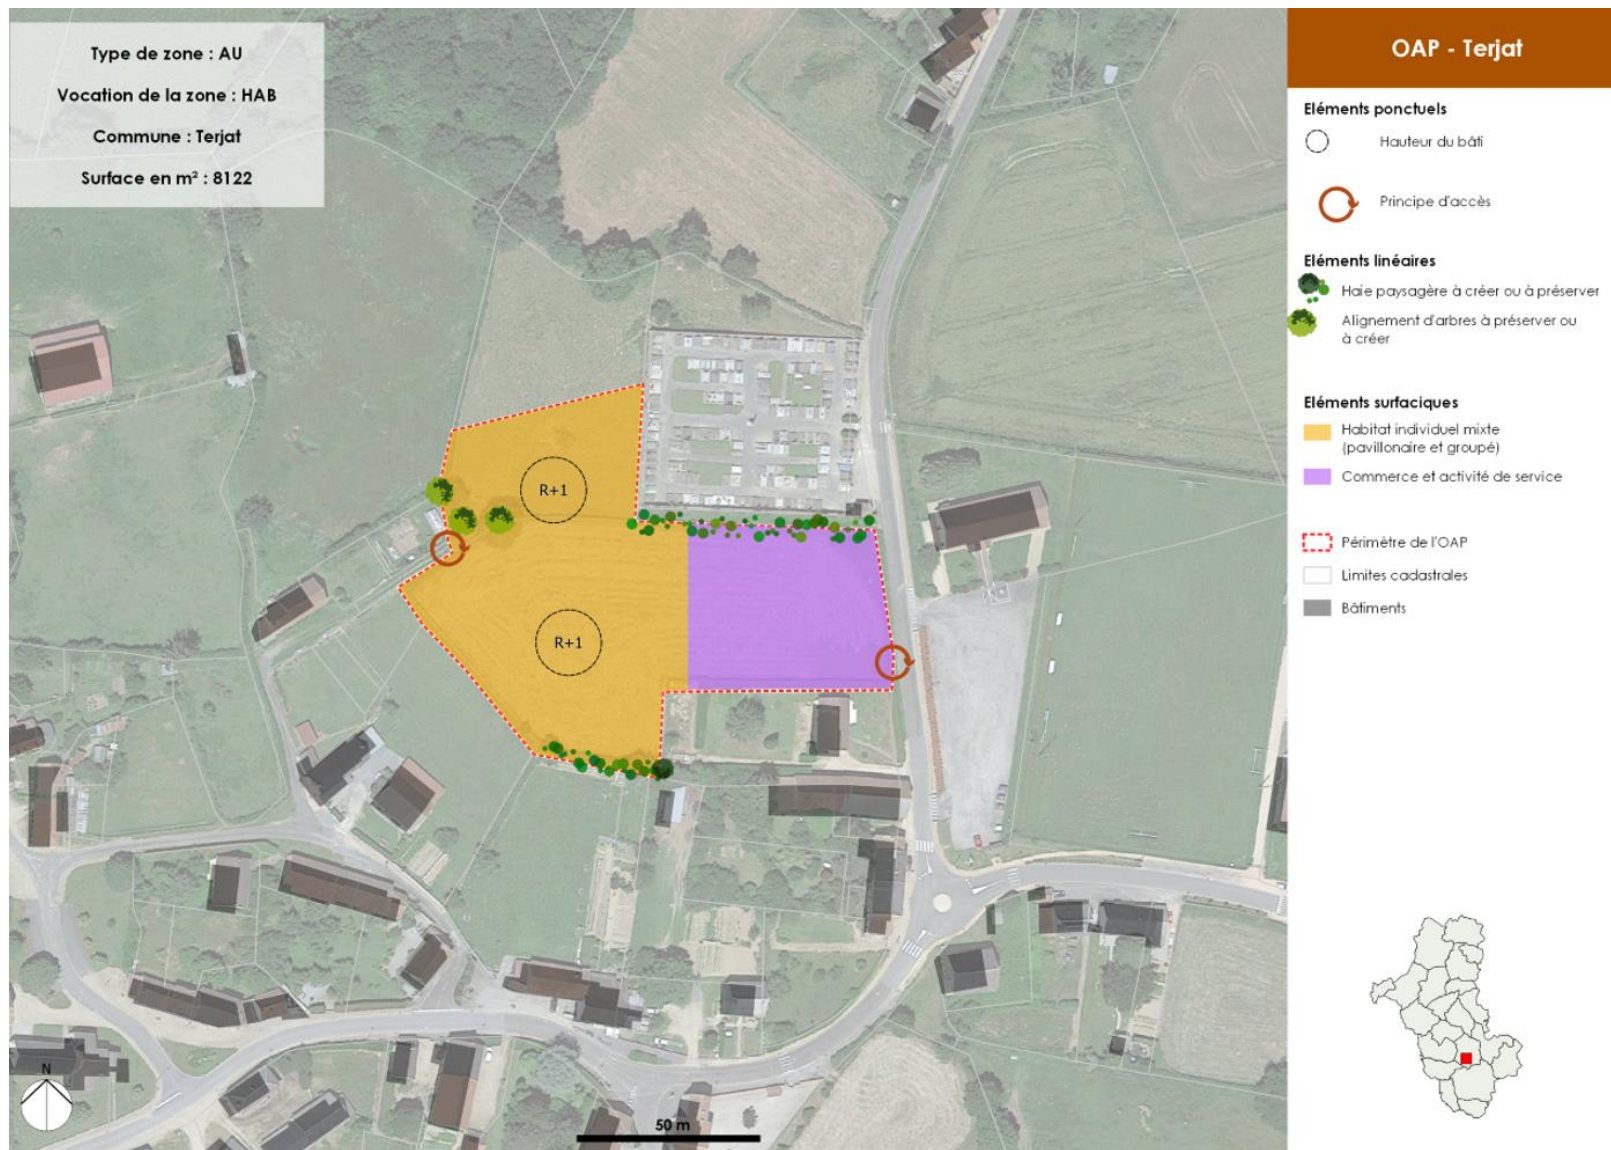 Type de zone : AU
Vocation de la zone : HAB
Commune : Terjat
Surface en m² : 8122
R+1
R+1
N
50 m
OAP - Terjat
Eléments ponctuels
Hauteur du bâti
Principe d'accès
Eléments linéaires
Haie paysagère à créer ou à préserver
Alignement d'arbres à préserver ou
à créer
Eléments surfaciques
Habitat individuel mixte
(pavillonaire et groupé)
Commerce et activité de service
Périmètre de l'OAP
Limites cadastrales
Bâtiments